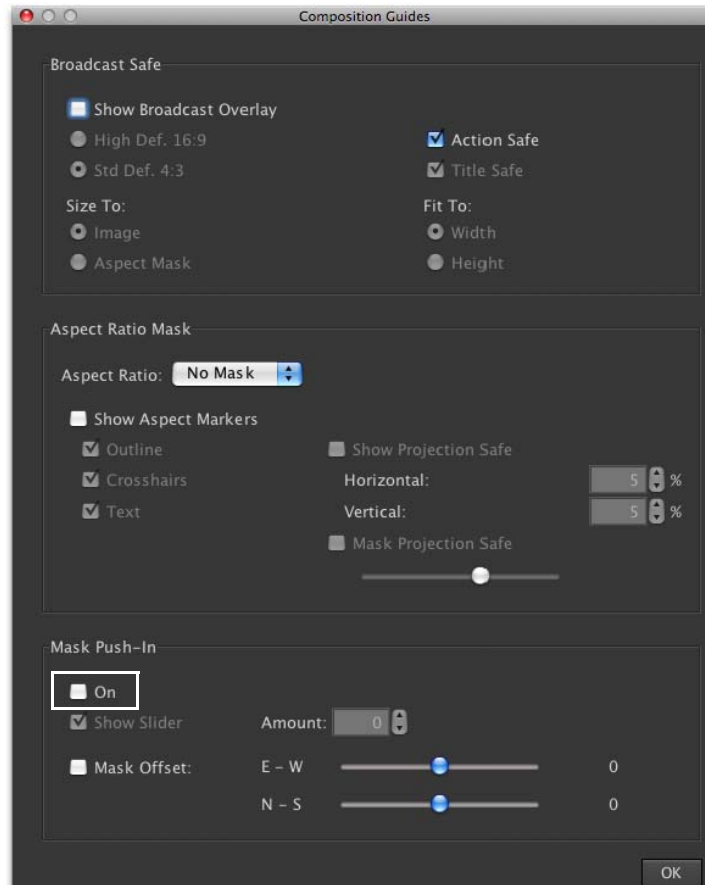 Composition Guides
Broadcast Safe
Show Broadcast Overlay
High Def. 16:9
Action Safe
Std Def. 4:3
Title Safe
Size To:
Fit To:
Image
Width
Aspect Mask
Height
Aspect Ratio Mask
Aspect Ratio: No Mask
Show Aspect Markers
Outline
Show Projection Safe
Crosshairs
Horizontal: 5 %
Text
Vertical: 5 %
Mask Projection Safe
Mask Push-In
On
Show Slider
Amount: 0
Mask Offset:
E - W 0
N - S 0
OK